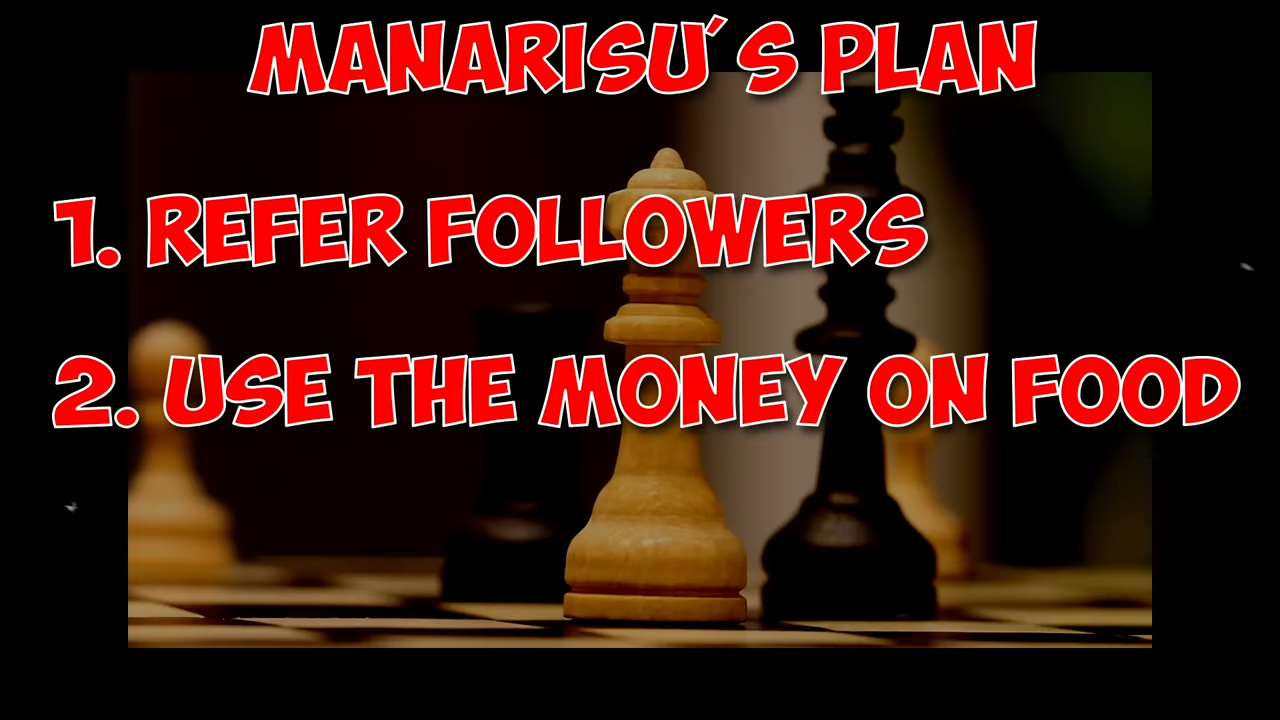 MANARISU´S PLAN
1. REFER FOLLOWERS
2. USE THE MONEY ON FOOD